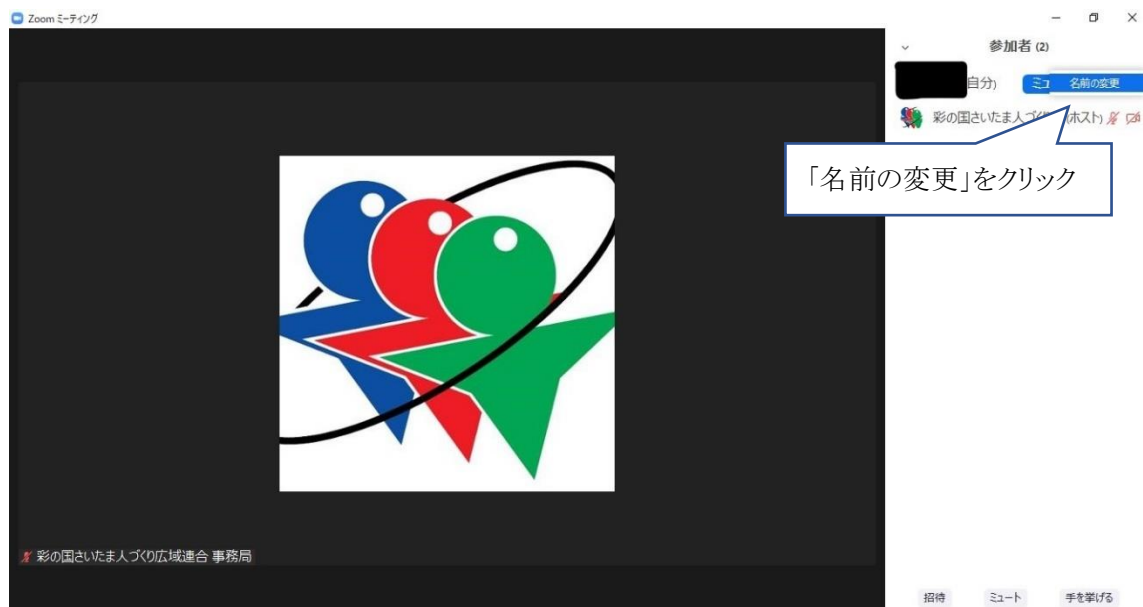 Zoom ミーティング
参加者 (2)
自分)
ミュ
名前の変更
彩の国さいたま人づくり
(ホスト)
「名前の変更」をクリック
彩の国さいたま人づくり広域連合 事務局
招待
ミュート
手を挙げる